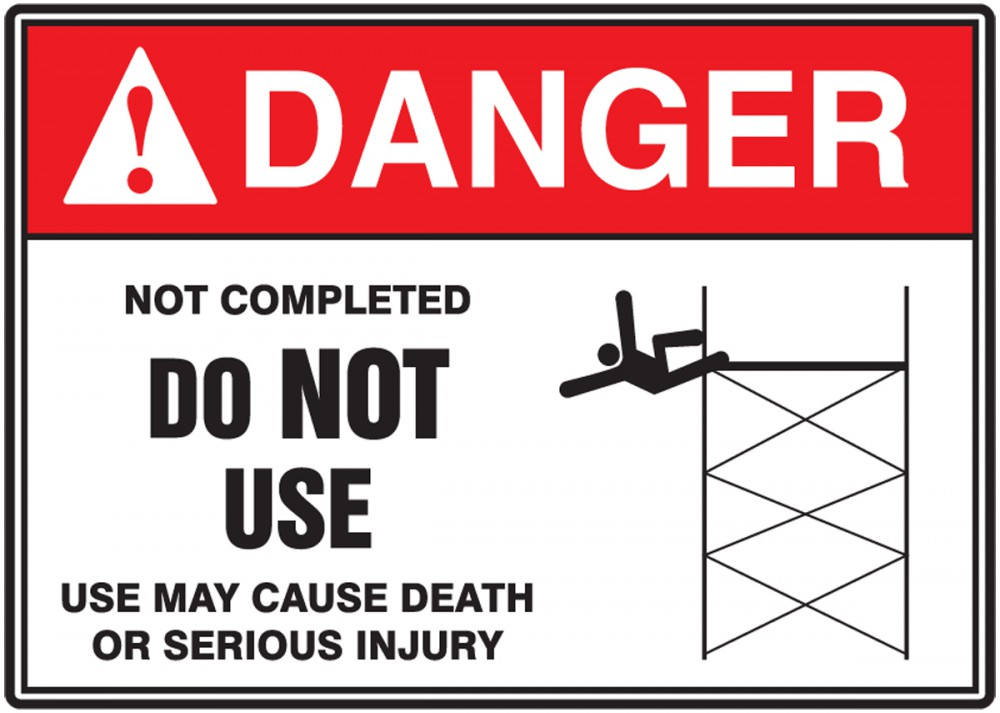 DANGER
NOT COMPLETED
DO NOT
USE
USE MAY CAUSE DEATH
OR SERIOUS INJURY